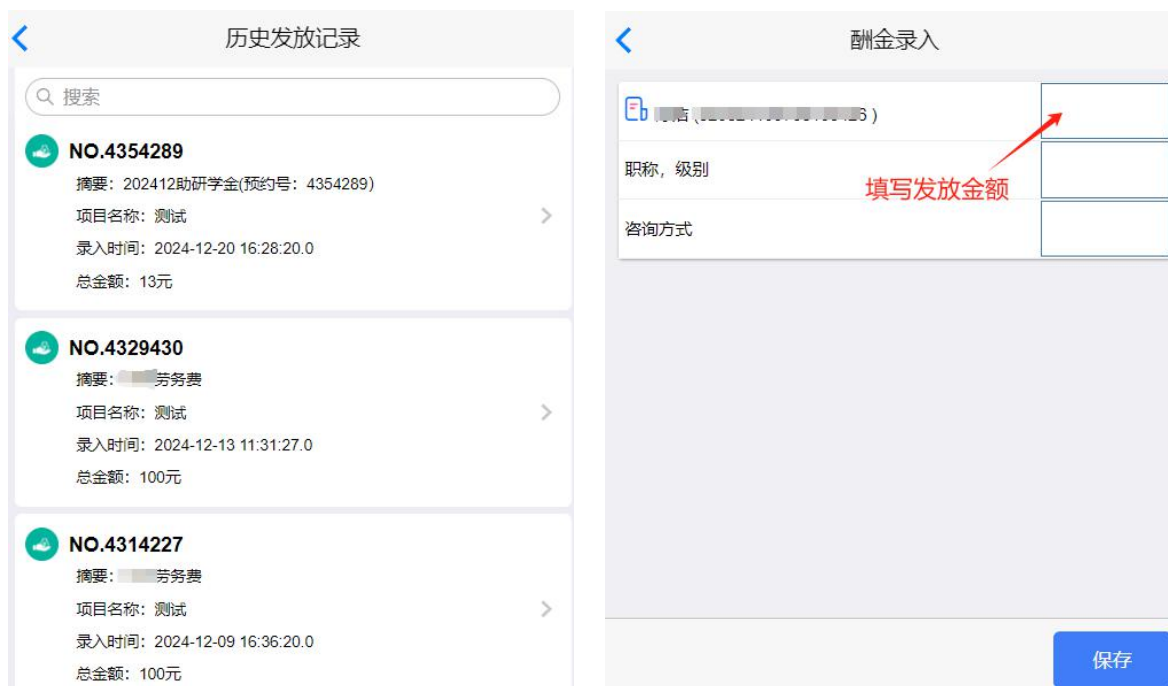 历史发放记录
搜索
NO.4354289
摘要：202412助研学金(预约号：4354289)
项目名称：测试
录入时间：2024-12-20 16:28:20.0
总金额：13元
NO.4329430
摘要：劳务费
项目名称：测试
录入时间：2024-12-13 11:31:27.0
总金额：100元
NO.4314227
摘要：劳务费
项目名称：测试
录入时间：2024-12-09 16:36:20.0
总金额：100元
酬金录入
职称，级别
填写发放金额
咨询方式
保存